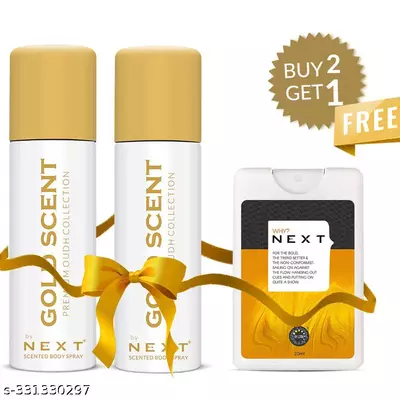 BUY 2
GET 1
FREE
GOLD SCENT
PREMIUM OUDH COLLECTION
by
NEXT
SCENTED BODY SPRAY
GOLD SCENT
PREMIUM OUDH COLLECTION
by
NEXT
SCENTED BODY SPRAY
WHY?
NEXT
FOR THE BOLD,
THE TREND SETTER &
THE NON-CONFORMIST
SAILING ON AGAINST
THE FLOW, HANGING OUT
CUES AND PUTTING ON
QUITE A SHOW.
s-331330297